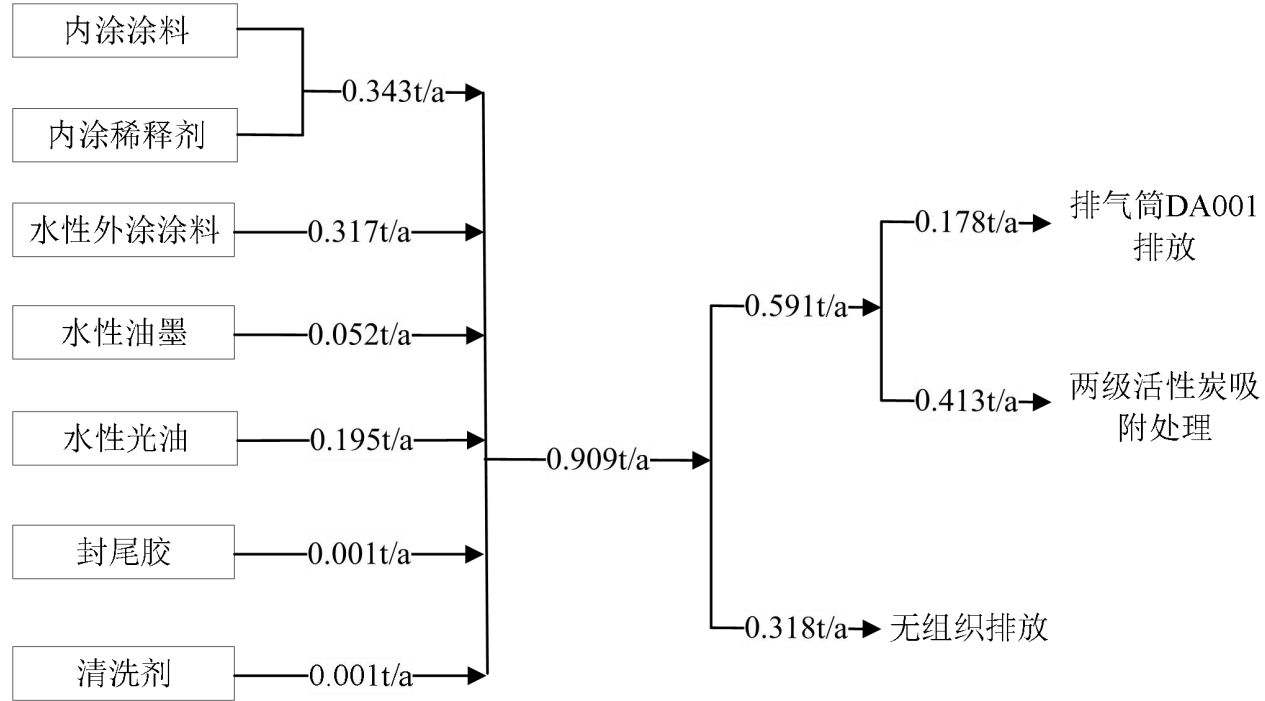 内涂涂料
0.343t/a
内涂稀释剂
水性外涂涂料
0.317t/a
水性油墨
0.052t/a
水性光油
0.195t/a
封尾胶
0.001t/a
清洗剂
0.001t/a
0.909t/a
0.591t/a
0.178t/a
排气筒DA001
排放
0.413t/a
两级活性炭吸
附处理
0.318t/a
无组织排放